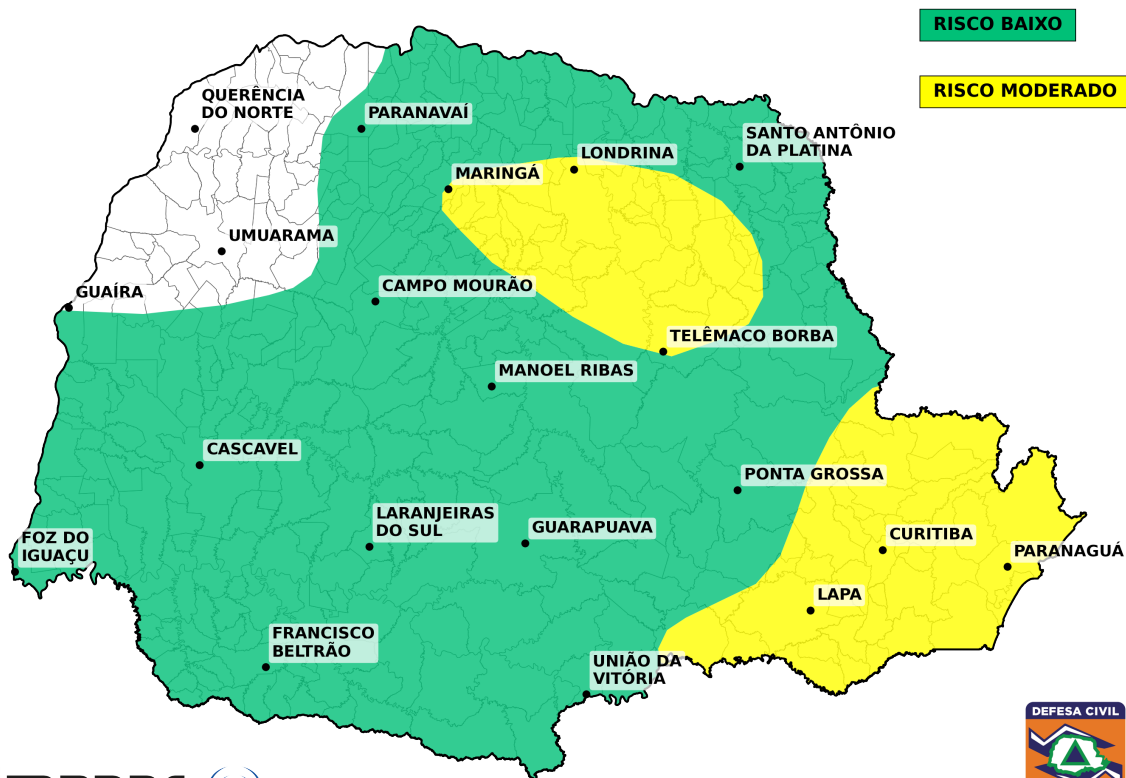 RISCO BAIXO
RISCO MODERADO
QUERÊNCIA
DO NORTE
PARANAVAÍ
SANTO ANTÔNIO
DA PLATINA
LONDRINA
MARINGÁ
UMUARAMA
GUAÍRA
CAMPO MOURÃO
TELÊMACO BORBA
MANOEL RIBAS
CASCAVEL
PONTA GROSSA
LARANJEIRAS
DO SUL
GUARAPUAVA
FOZ DO
IGUAÇU
CURITIBA
PARANAGUÁ
LAPA
FRANCISCO
BELTRÃO
UNIÃO DA
VITÓRIA
DEFESA CIVIL